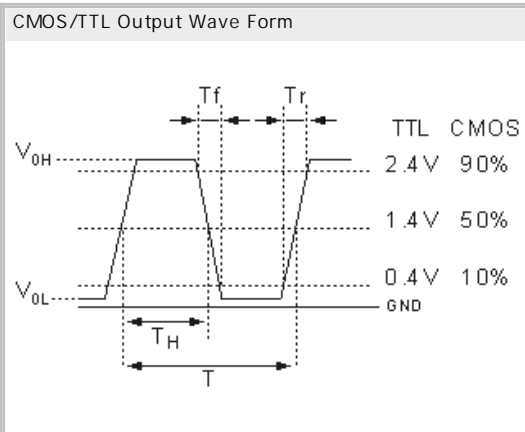 CMOS/TTL Output Wave Form
Tf Tr
TTL CMOS
V0H
2.4V 90%
1.4V 50%
0.4V 10%
V0L
GND
TH
T